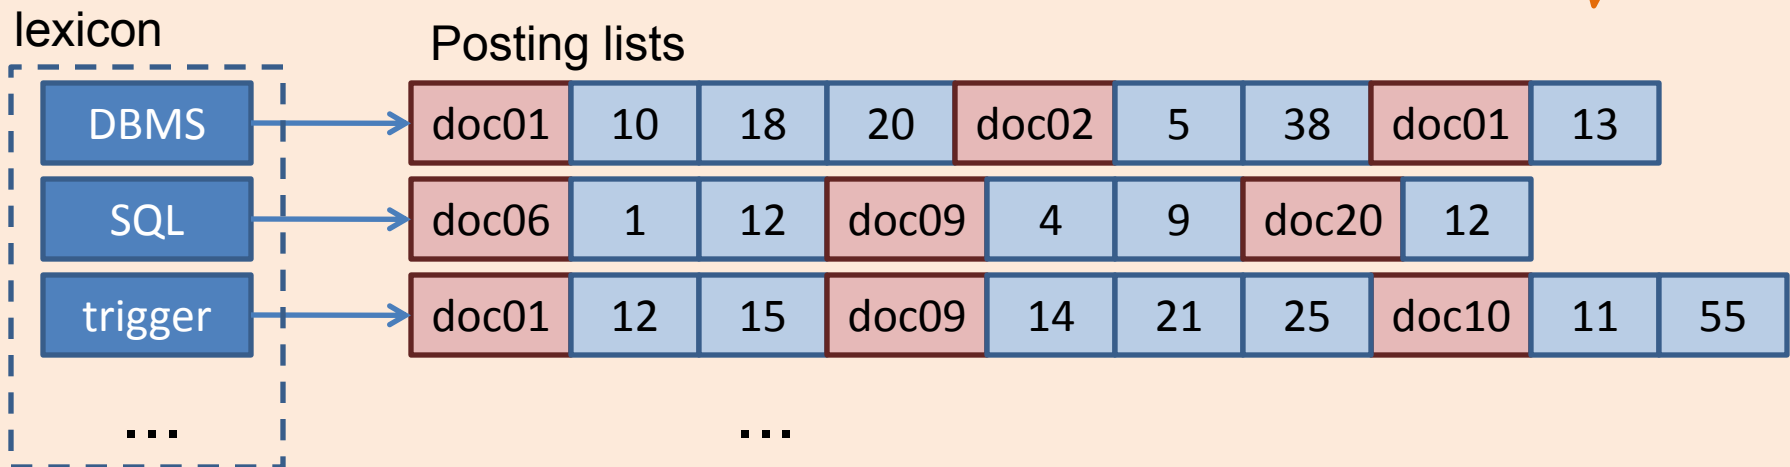 lexicon
Posting lists
DBMS doc01 10 18 20 doc02 5 38 doc01 13
SQL doc06 1 12 doc09 4 9 doc20 12
trigger doc01 12 15 doc09 14 21 25 doc10 11 55
... ...